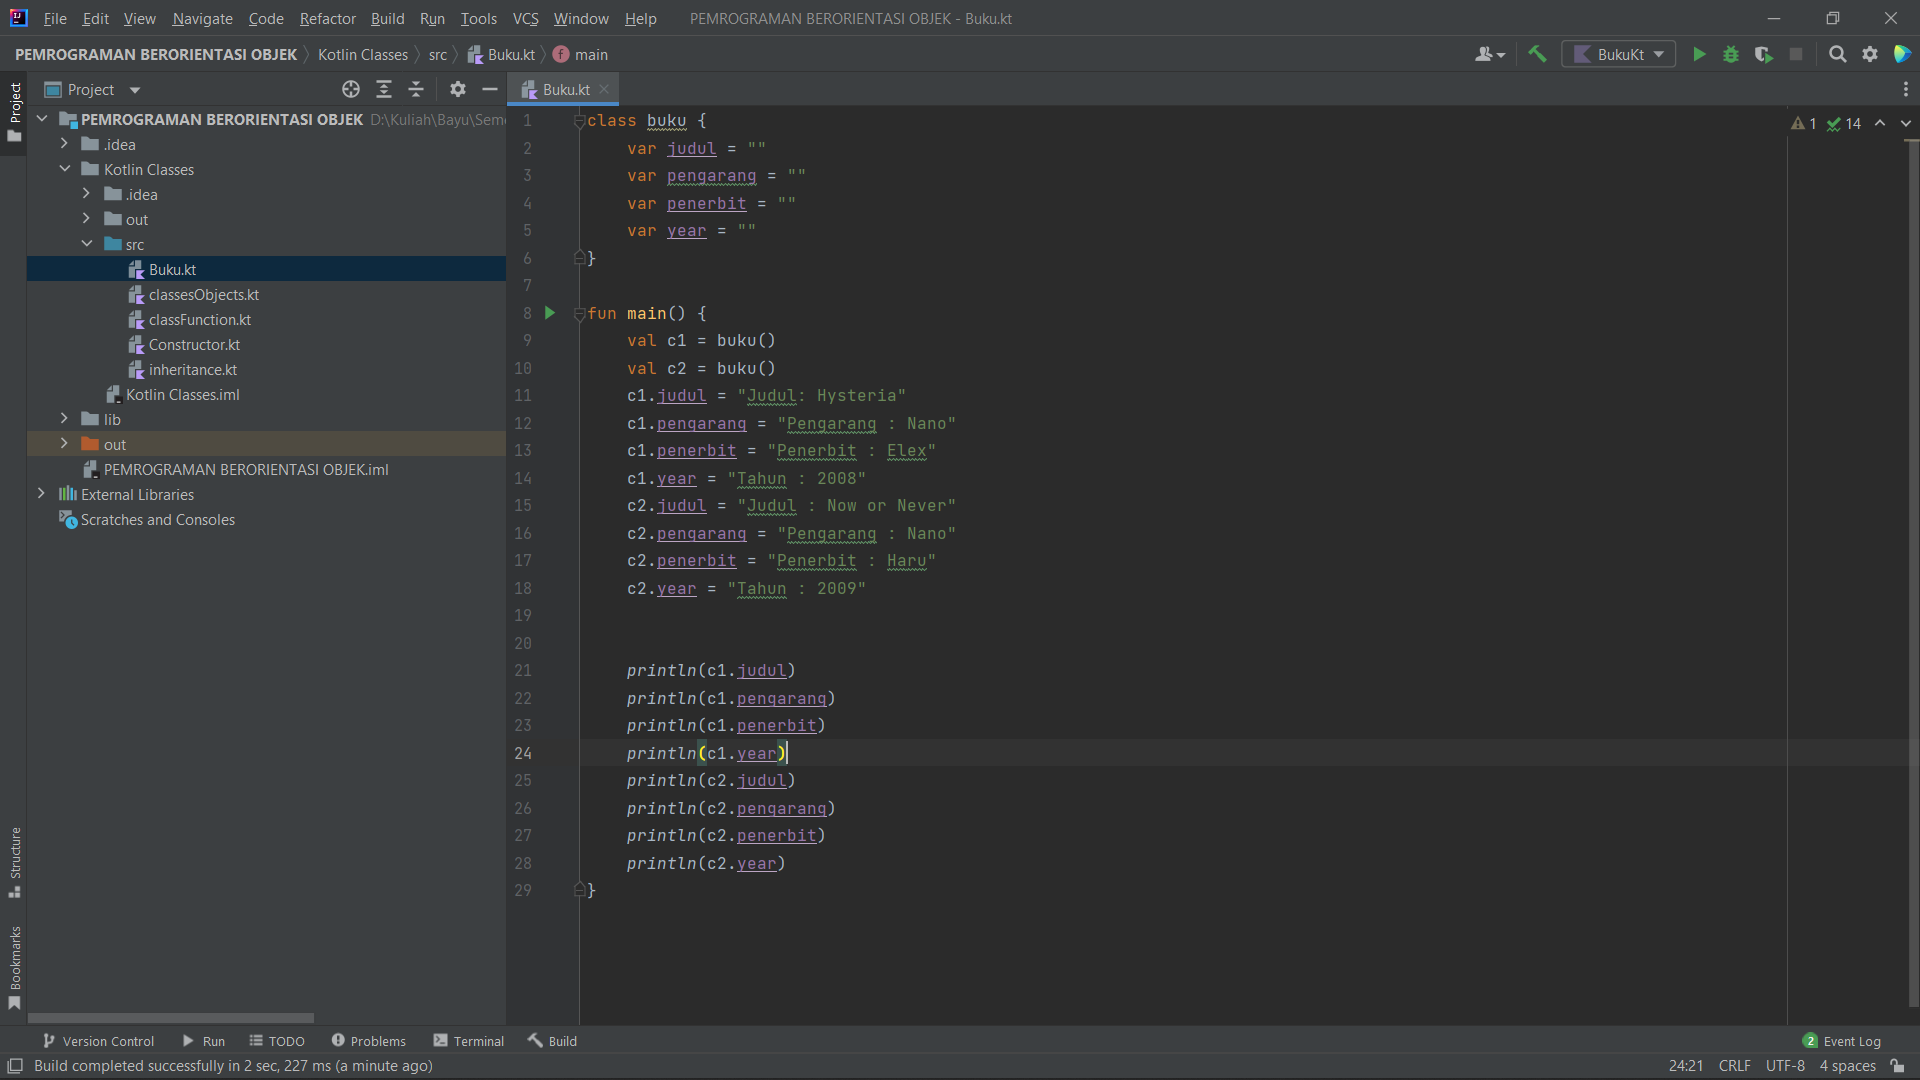 File Edit View Navigate Code Refactor Build Run Tools VCS Window Help PEMROGRAMAN BERORIENTASI OBJEK - Buku.kt
PEMROGRAMAN BERORIENTASI OBJEK Kotlin Classes src Buku.kt main BukuKt
Project
Project
PEMROGRAMAN BERORIENTASI OBJEK D:\Kuliah\Bayu\Seme
.idea
Kotlin Classes
.idea
out
src
Buku.kt
classesObjects.kt
classFunction.kt
Constructor.kt
inheritance.kt
Kotlin Classes.iml
lib
out
PEMROGRAMAN BERORIENTASI OBJEK.iml
External Libraries
Scratches and Consoles
Structure
Bookmarks
Buku.kt
1 14
1 class buku {
2 var judul = ""
3 var pengarang = ""
4 var penerbit = ""
5 var year = ""
6 }
7
8 fun main() {
9 val c1 = buku()
10 val c2 = buku()
11 c1.judul = "Judul: Hysteria"
12 c1.pengarang = "Pengarang : Nano"
13 c1.penerbit = "Penerbit : Elex"
14 c1.year = "Tahun : 2008"
15 c2.judul = "Judul : Now or Never"
16 c2.pengarang = "Pengarang : Nano"
17 c2.penerbit = "Penerbit : Haru"
18 c2.year = "Tahun : 2009"
19
20
21 println(c1.judul)
22 println(c1.pengarang)
23 println(c1.penerbit)
24 println(c1.year)
25 println(c2.judul)
26 println(c2.pengarang)
27 println(c2.penerbit)
28 println(c2.year)
29 }
Version Control Run TODO Problems Terminal Build 2 Event Log
Build completed successfully in 2 sec, 227 ms (a minute ago) 24:21 CRLF UTF-8 4 spaces